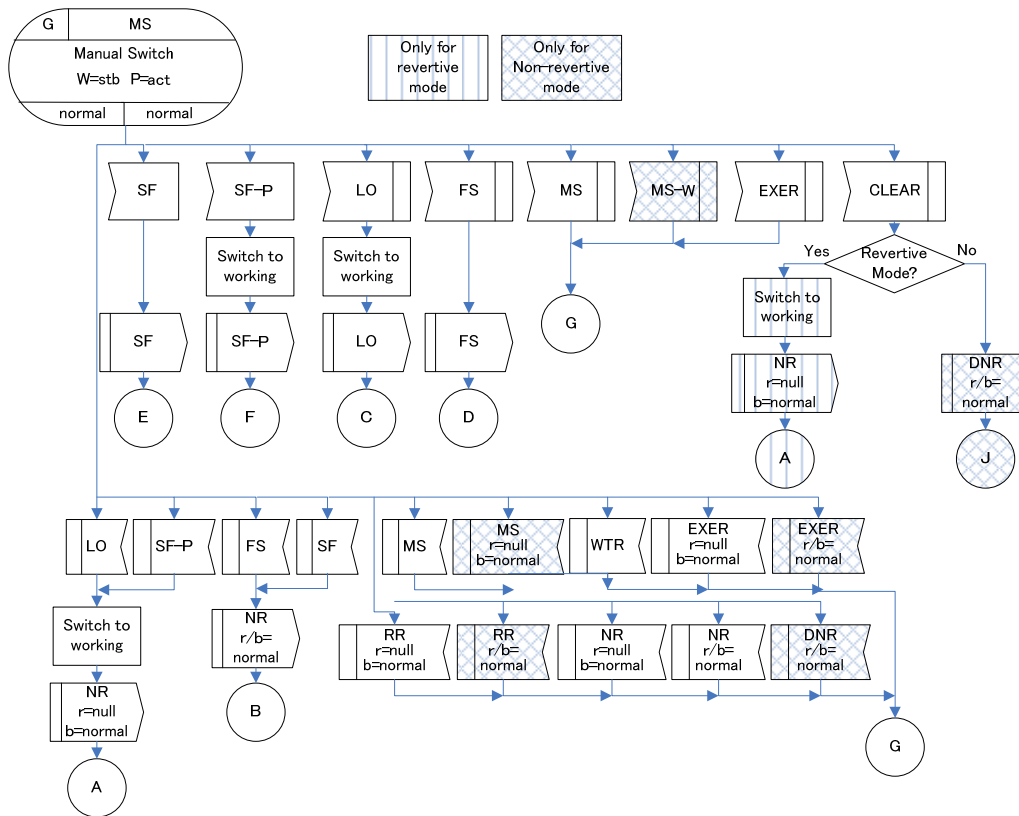 G MS
Manual Switch
W=stb P=act
normal normal
Only for
revertive
mode
Only for
Non-revertive
mode
SF
SF-P
LO
FS
MS
MS-W
EXER
CLEAR
Switch to
working
Switch to
working
Yes
Revertive
Mode?
No
Switch to
working
SF
SF-P
LO
FS
G
NR
r=null
b=normal
DNR
r/b=
normal
E
F
C
D
A
J
LO
SF-P
FS
SF
MS
MS
r=null
b=normal
WTR
EXER
r=null
b=normal
EXER
r/b=
normal
Switch to
working
NR
r/b=
normal
RR
r=null
b=normal
RR
r/b=
normal
NR
r=null
b=normal
NR
r/b=
normal
DNR
r/b=
normal
NR
r=null
b=normal
B
G
A